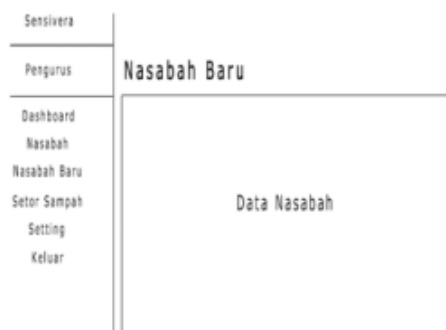 Sensivera
Pengurus
Dashboard
Nasabah
Nasabah Baru
Setor Sampah
Setting
Keluar
Nasabah Baru
Data Nasabah